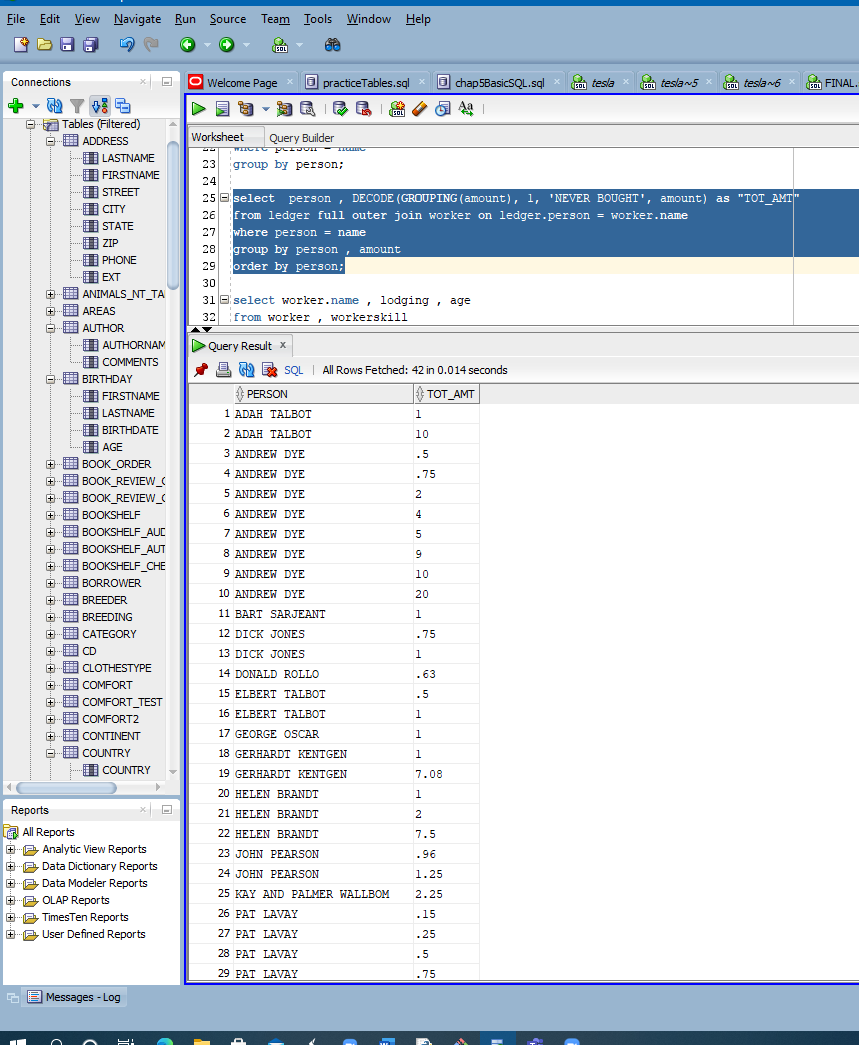 File Edit View Navigate Run Source Team Tools Window Help
Connections
Welcome Page practiceTables.sql chap5BasicSQL.sql tesla tesla~5 tesla~6 FINAL.
Worksheet Query Builder
Tables (Filtered)
ADDRESS
LASTNAME
FIRSTNAME
STREET
CITY
STATE
ZIP
PHONE
EXT
ANIMALS_NT_TA
AREAS
AUTHOR
AUTHORNAM
COMMENTS
BIRTHDAY
FIRSTNAME
LASTNAME
BIRTHDATE
AGE
BOOK_ORDER
BOOK_REVIEW_C
BOOK_REVIEW_C
BOOKSHELF
BOOKSHELF_AUD
BOOKSHELF_AUT
BOOKSHELF_CHE
BORROWER
BREEDER
BREEDING
CATEGORY
CD
CLOTHESTYPE
COMFORT
COMFORT_TEST
COMFORT2
CONTINENT
COUNTRY
COUNTRY
Reports
All Reports
Analytic View Reports
Data Dictionary Reports
Data Modeler Reports
OLAP Reports
TimesTen Reports
User Defined Reports
22 where person = name
23 group by person;
24
25 select  person , DECODE(GROUPING(amount), 1, 'NEVER BOUGHT', amount) as "TOT_AMT"
26 from ledger full outer join worker on ledger.person = worker.name
27 where person = name
28 group by person , amount
29 order by person;
30
31 select worker.name , lodging , age
32 from worker , workerskill
Query Result x
SQL | All Rows Fetched: 42 in 0.014 seconds
PERSON TOT_AMT
1 ADAH TALBOT 1
2 ADAH TALBOT 10
3 ANDREW DYE .5
4 ANDREW DYE .75
5 ANDREW DYE 2
6 ANDREW DYE 4
7 ANDREW DYE 5
8 ANDREW DYE 9
9 ANDREW DYE 10
10 ANDREW DYE 20
11 BART SARJEANT 1
12 DICK JONES .75
13 DICK JONES 1
14 DONALD ROLLO .63
15 ELBERT TALBOT .5
16 ELBERT TALBOT 1
17 GEORGE OSCAR 1
18 GERHARDT KENTGEN 1
19 GERHARDT KENTGEN 7.08
20 HELEN BRANDT 1
21 HELEN BRANDT 2
22 HELEN BRANDT 7.5
23 JOHN PEARSON .96
24 JOHN PEARSON 1.25
25 KAY AND PALMER WALLBOM 2.25
26 PAT LAVAY .15
27 PAT LAVAY .25
28 PAT LAVAY .5
29 PAT LAVAY .75
Messages - Log